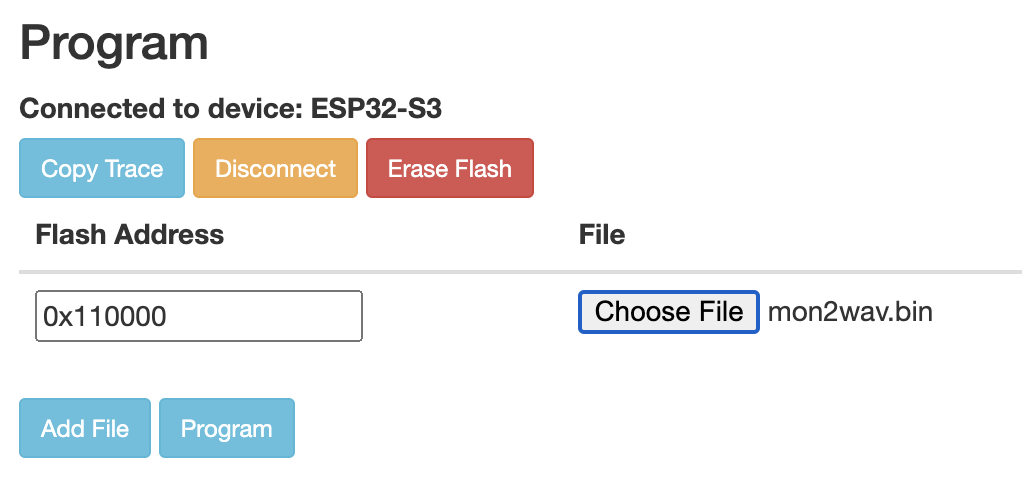 Program
Connected to device: ESP32-S3
Copy Trace Disconnect Erase Flash
Flash Address File
0x110000 Choose File mon2wav.bin
Add File Program